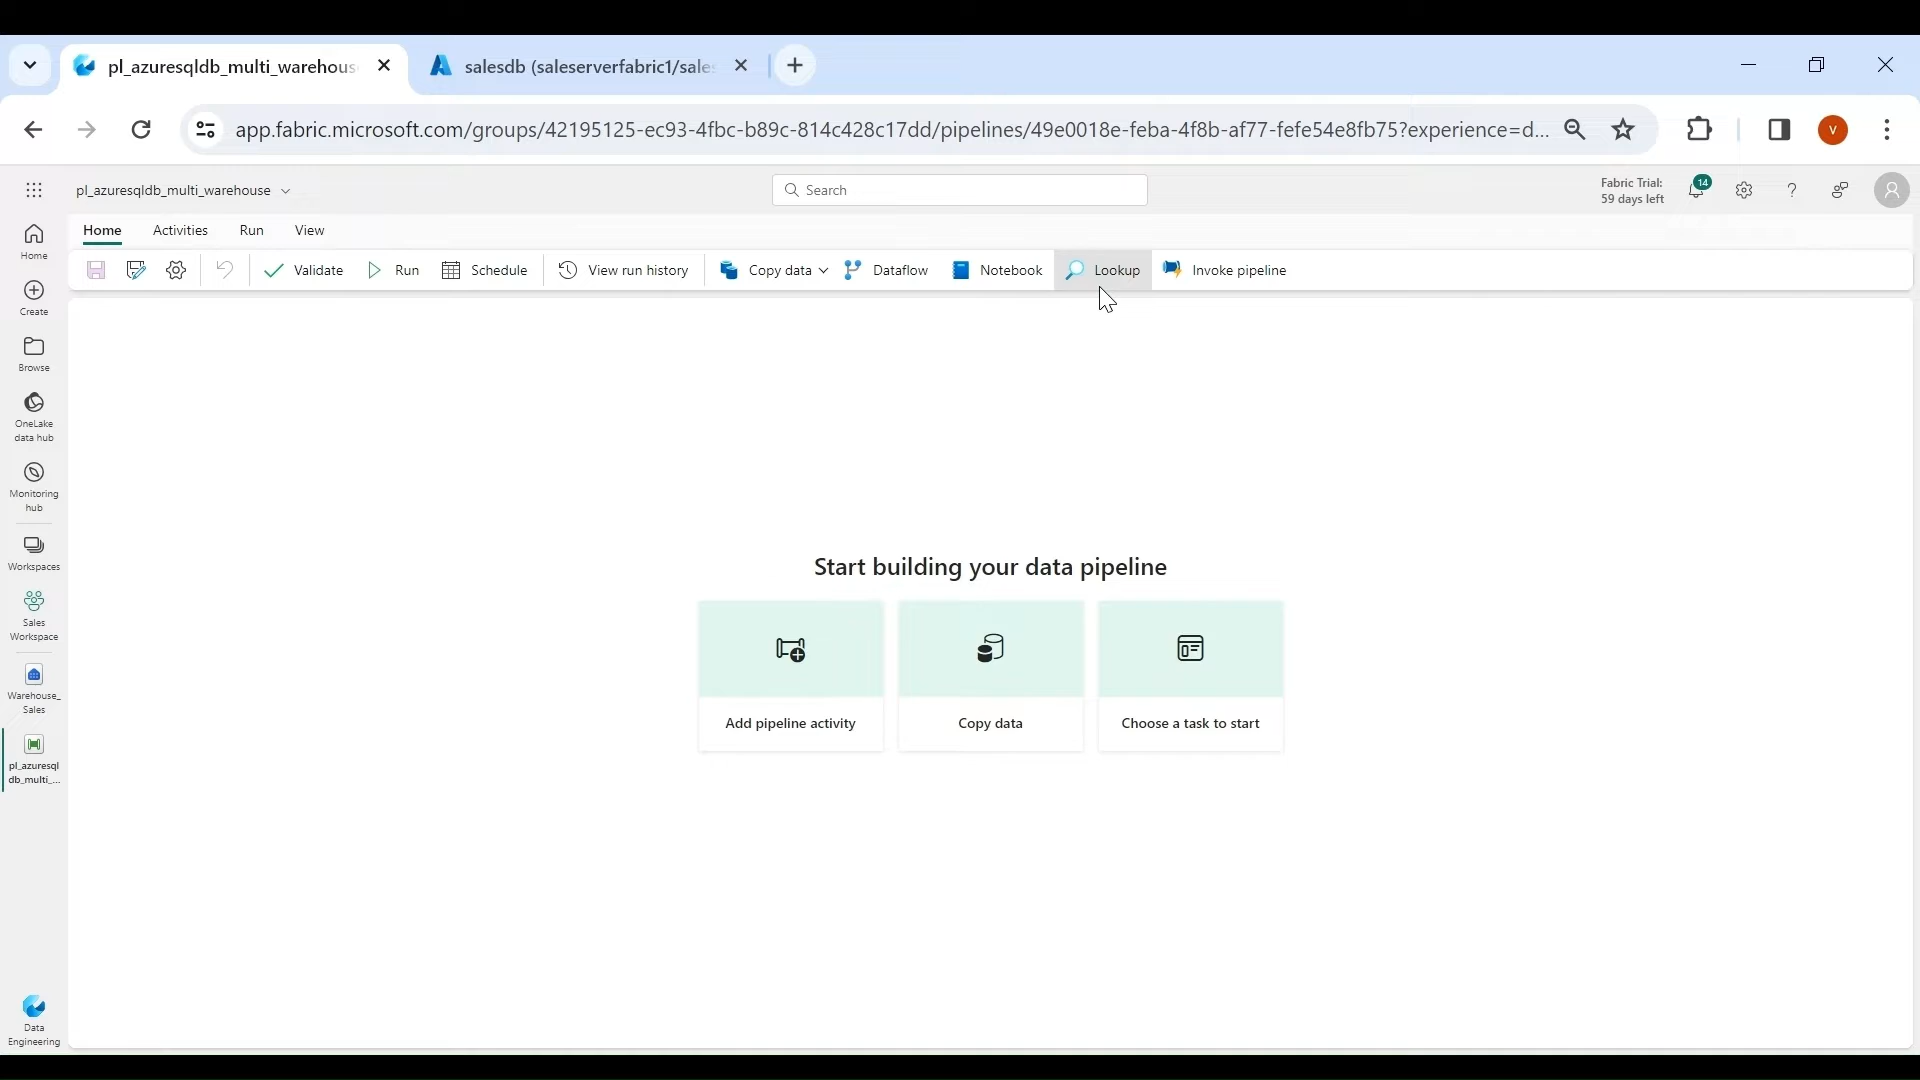 pl_azuresqldb_multi_warehous
salesdb (saleserverfabric1/sales
app.fabric.microsoft.com/groups/42195125-ec93-4fbc-b89c-814c428c17dd/pipelines/49e0018e-feba-4f8b-af77-fefe54e8fb75?experience=d...
V
pl_azuresqldb_multi_warehouse
Search
Fabric Trial:
59 days left
14
?
Home
Activities
Run
View
Validate
Run
Schedule
View run history
Copy data
Dataflow
Notebook
Lookup
Invoke pipeline
Home
Create
Browse
OneLake
data hub
Monitoring
hub
Workspaces
Sales
Workspace
Warehouse_
Sales
pl_azuresql
db_multi_...
Data
Engineering
Start building your data pipeline
Add pipeline activity
Copy data
Choose a task to start